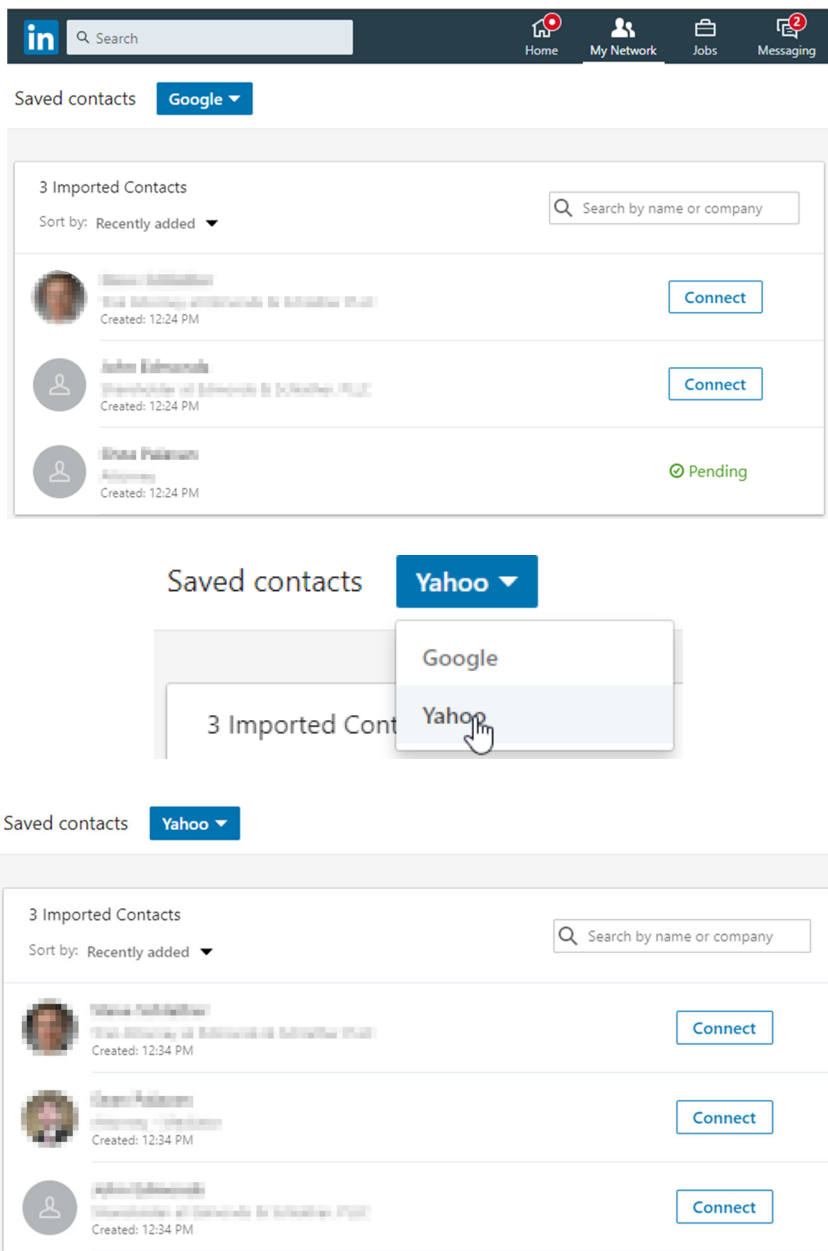 in Search Home My Network Jobs 2 Messaging
Saved contacts Google
3 Imported Contacts
Search by name or company
Sort by: Recently added
Connect
Created: 12:24 PM
Connect
Created: 12:24 PM
Pending
Created: 12:24 PM
Saved contacts Yahoo
Google
Yahoo
3 Imported Cont
Saved contacts Yahoo
3 Imported Contacts
Search by name or company
Sort by: Recently added
Connect
Created: 12:34 PM
Connect
Created: 12:34 PM
Connect
Created: 12:34 PM